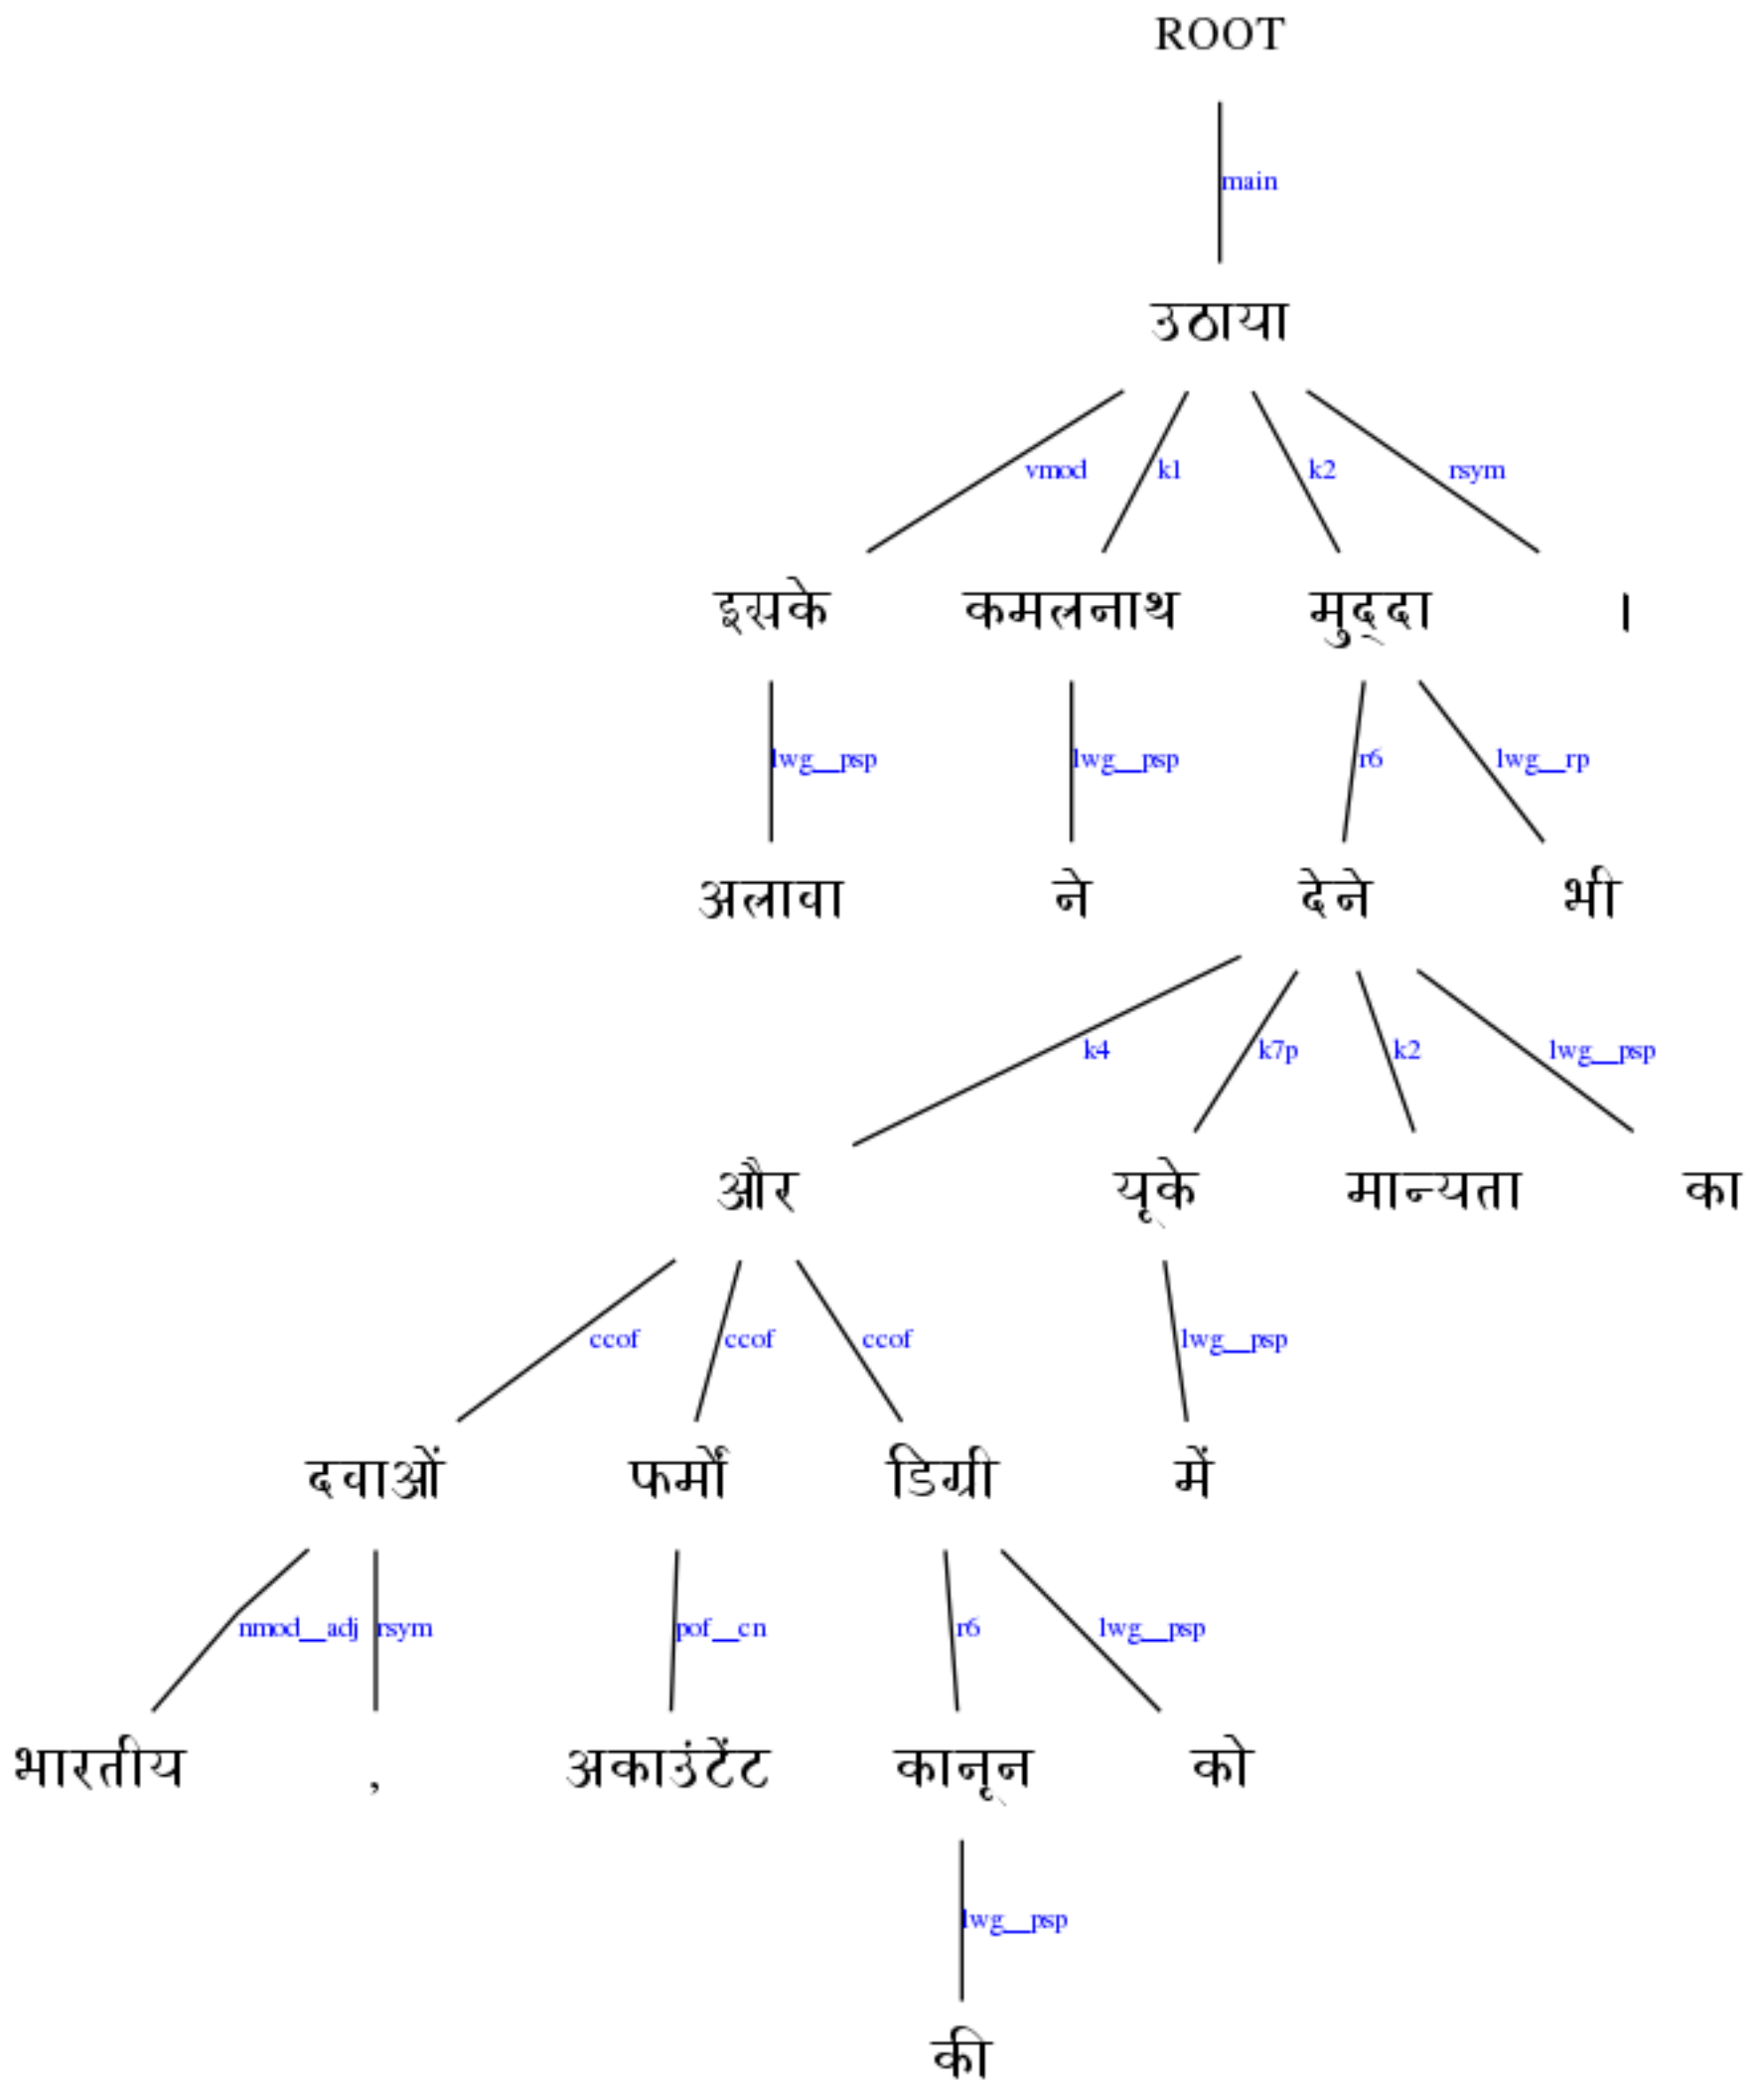 ROOT
main
उठाया
vmod k1 k2 rsym
इसके कमलनाथ मुद्दा ।
lwg__psp lwg__psp r6 lwg__rp
अलावा ने देने भी
k4 k7p k2 lwg__psp
और यूके मान्यता का
ccof ccof ccof lwg__psp
दवाओं फर्मों डिग्री में
nmod__adj rsym pof__cn r6 lwg__psp
भारतीय , अकाउंटेंट कानून को
lwg__psp
की